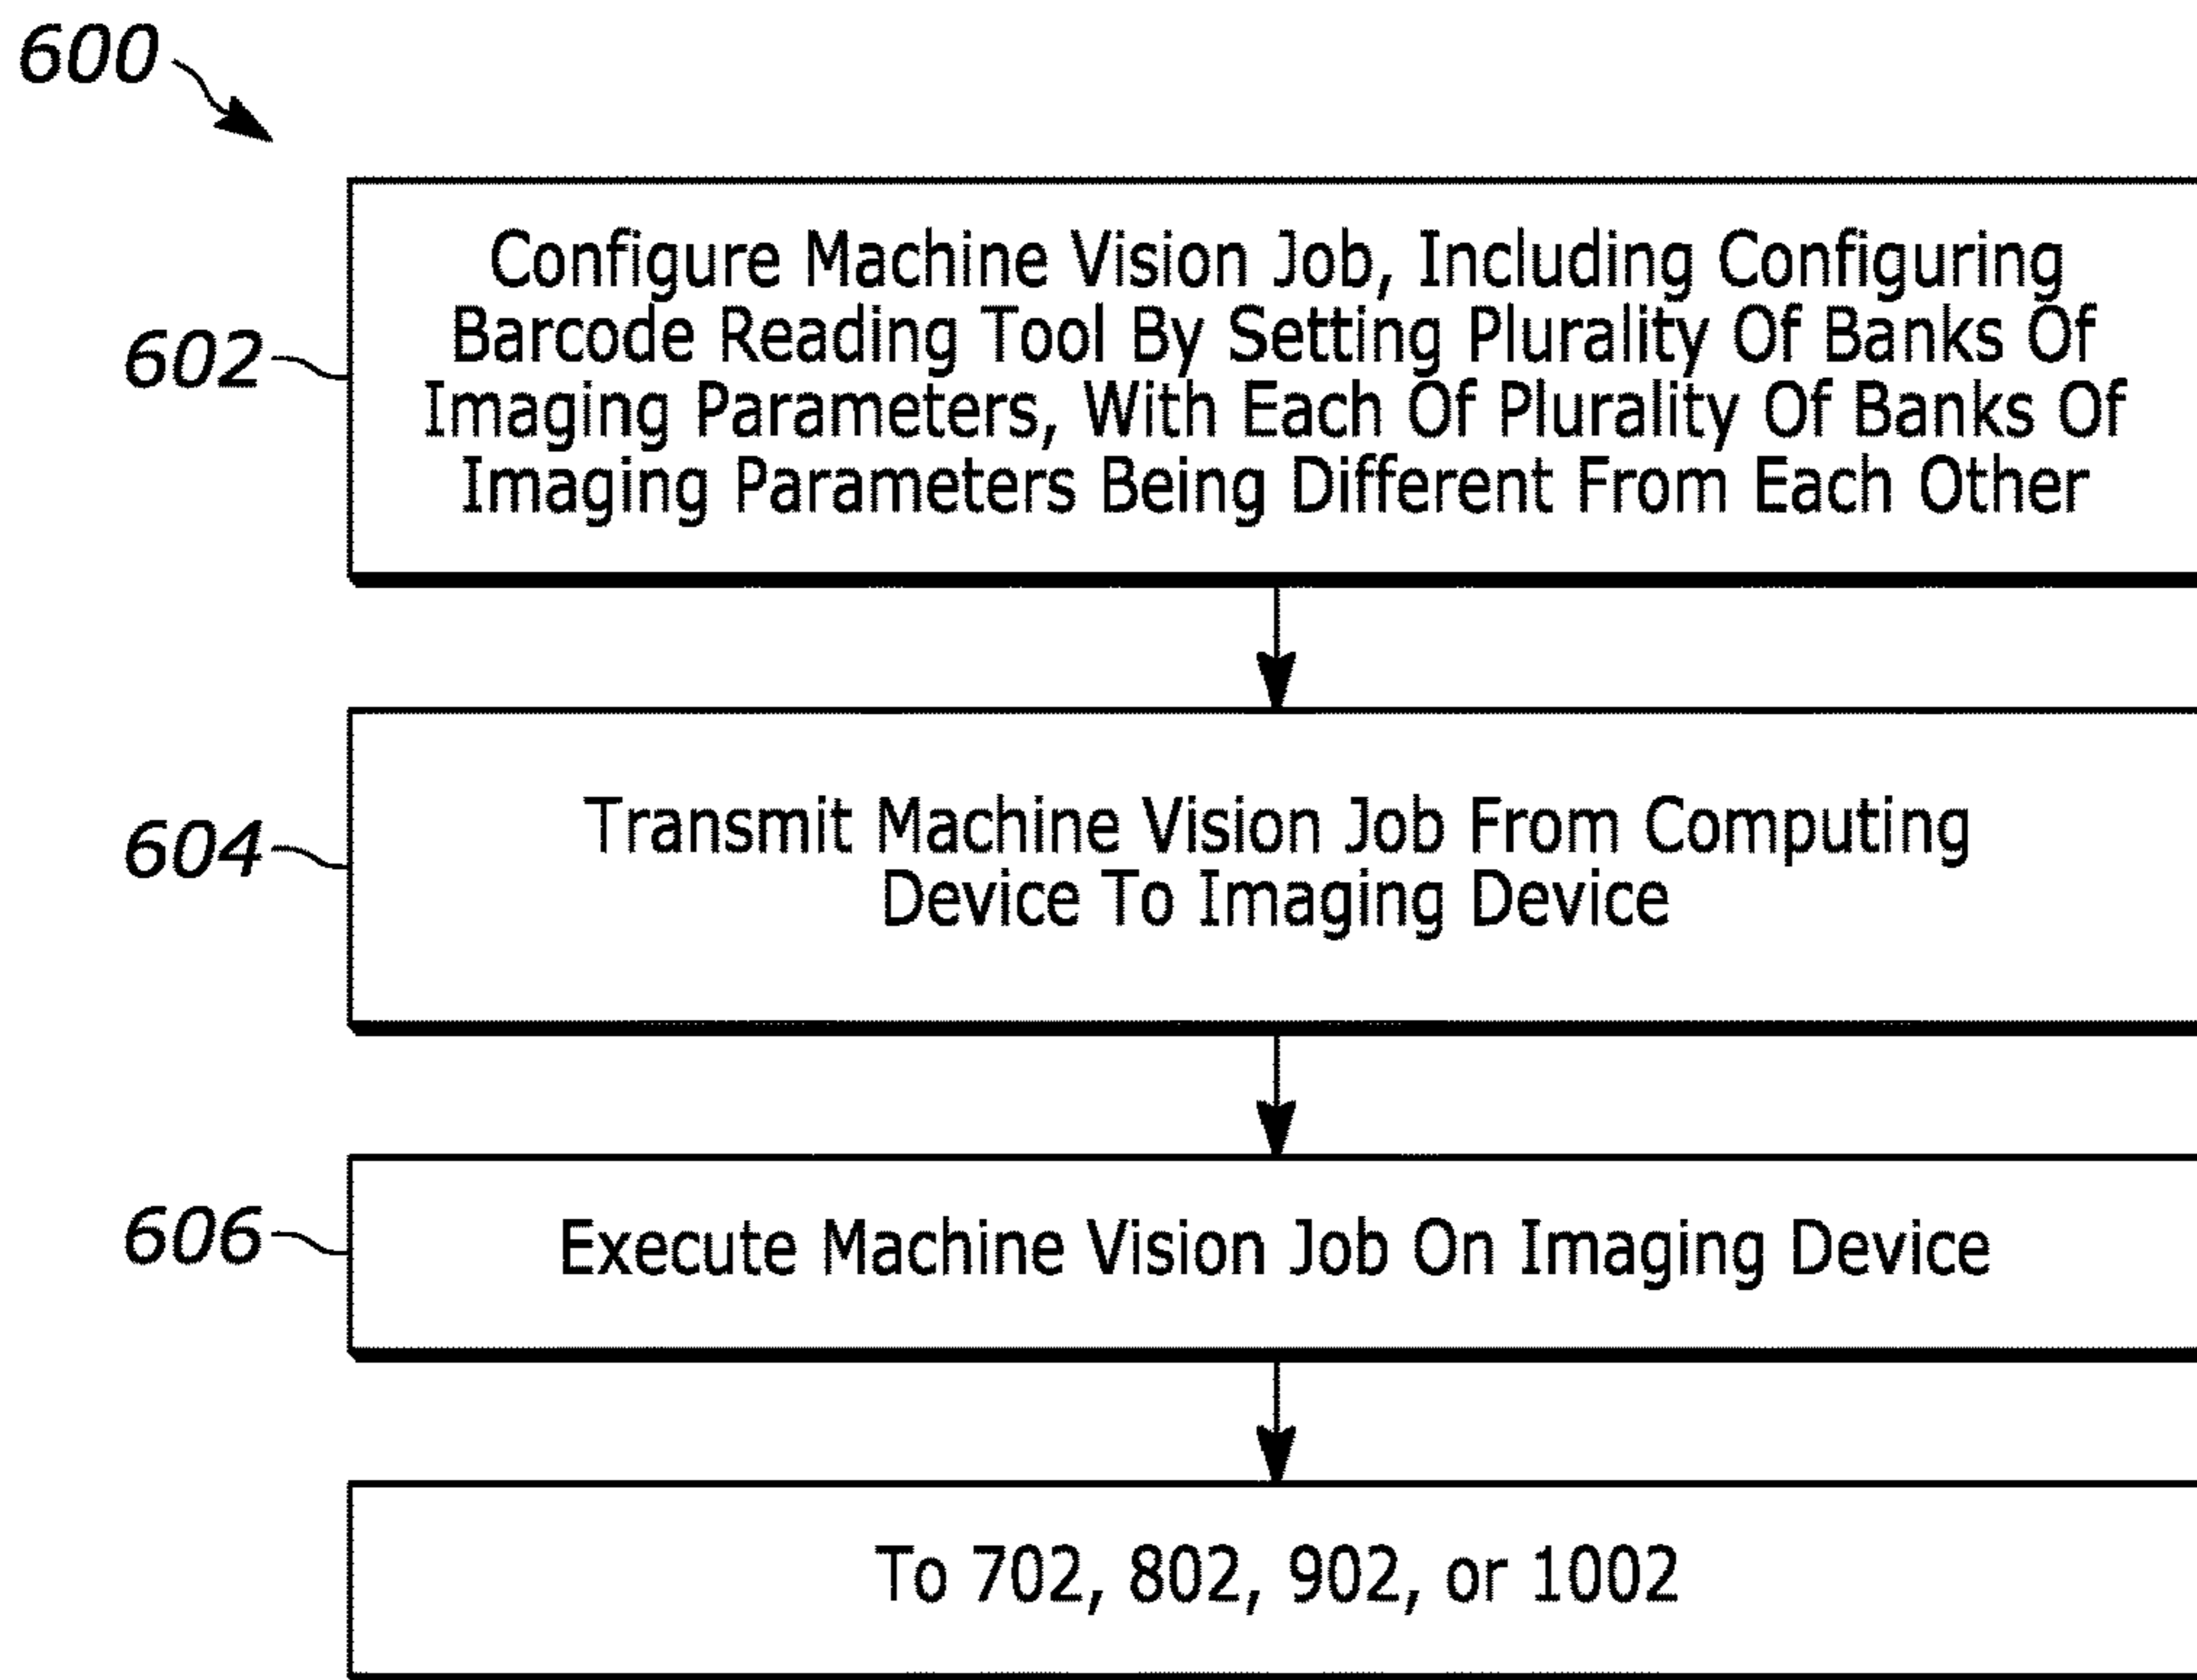 600
602
Configure Machine Vision Job, Including Configuring
Barcode Reading Tool By Setting Plurality Of Banks Of
Imaging Parameters, With Each Of Plurality Of Banks Of
Imaging Parameters Being Different From Each Other
604
Transmit Machine Vision Job From Computing
Device To Imaging Device
606
Execute Machine Vision Job On Imaging Device
To 702, 802, 902, or 1002